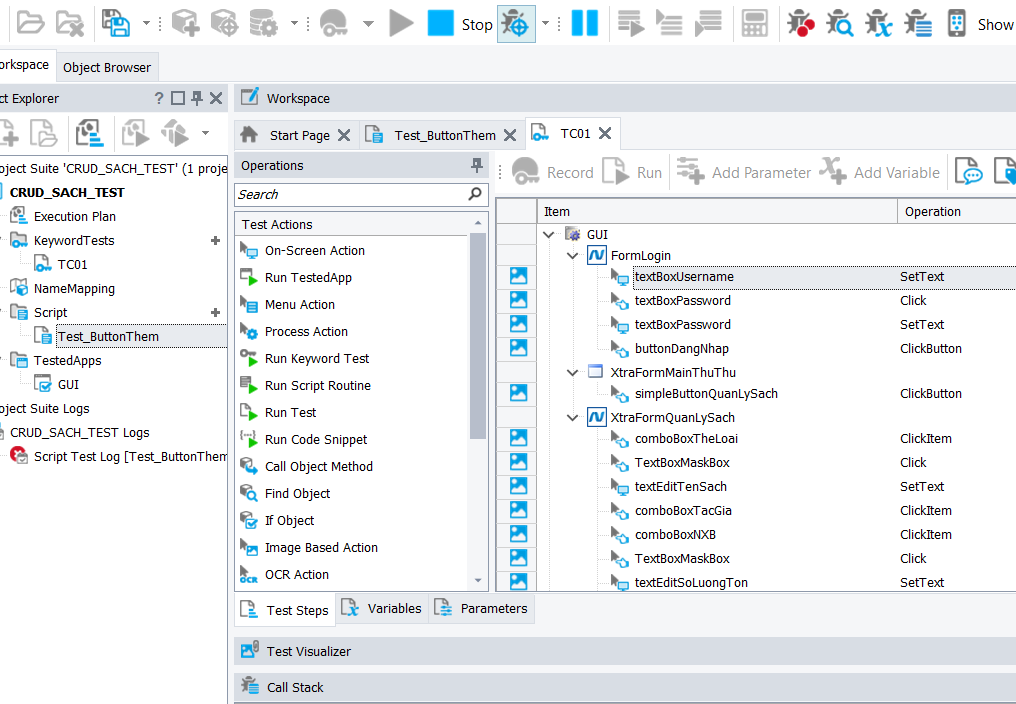 Stop
Show
orkspace
Object Browser
ct Explorer
?
Workspace
Start Page
Test_ButtonThem
TC01
oject Suite 'CRUD_SACH_TEST' (1 proje
CRUD_SACH_TEST
Execution Plan
KeywordTests
TC01
NameMapping
Script
Test_ButtonThem
TestedApps
GUI
oject Suite Logs
CRUD_SACH_TEST Logs
Script Test Log [Test_ButtonThem
Operations
Search
Test Actions
On-Screen Action
Run TestedApp
Menu Action
Process Action
Run Keyword Test
Run Script Routine
Run Test
Run Code Snippet
Call Object Method
Find Object
If Object
Image Based Action
OCR Action
Record
Run
Add Parameter
Add Variable
Item Operation
GUI
FormLogin
textBoxUsername SetText
textBoxPassword Click
textBoxPassword SetText
buttonDangNhap ClickButton
XtraFormMainThuThu
simpleButtonQuanLySach ClickButton
XtraFormQuanLySach
comboBoxTheLoai ClickItem
TextBoxMaskBox Click
textEditTenSach SetText
comboBoxTacGia ClickItem
comboBoxNXB ClickItem
TextBoxMaskBox Click
textEditSoLuongTon SetText
Test Steps
Variables
Parameters
Test Visualizer
Call Stack